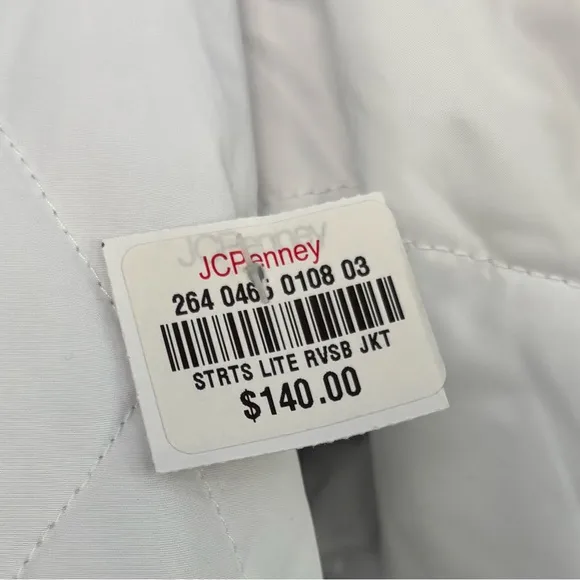 JCPenney
264 0465 0108 03
STRTS LITE RVSB JKT
$140.00